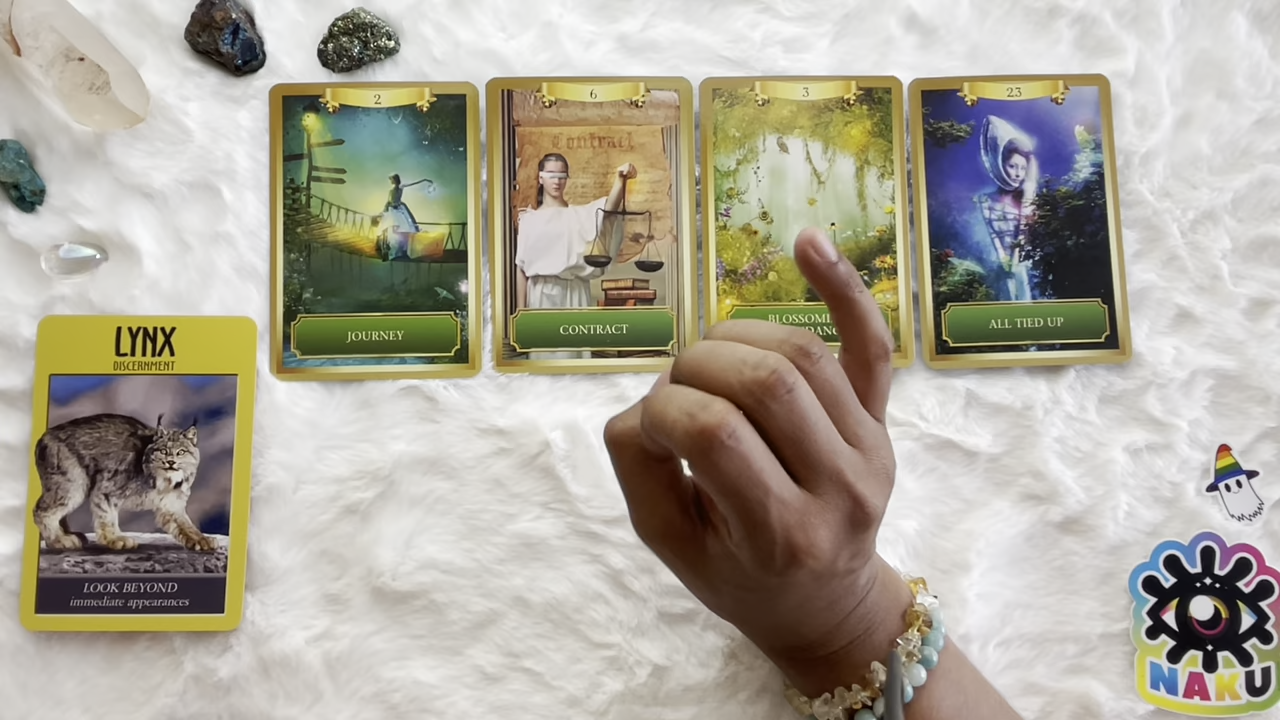 2
JOURNEY
6
Contract
CONTRACT
3
23
ALL TIED UP
LYNX
DISCERNMENT
LOOK BEYOND
immediate appearances
NAKU